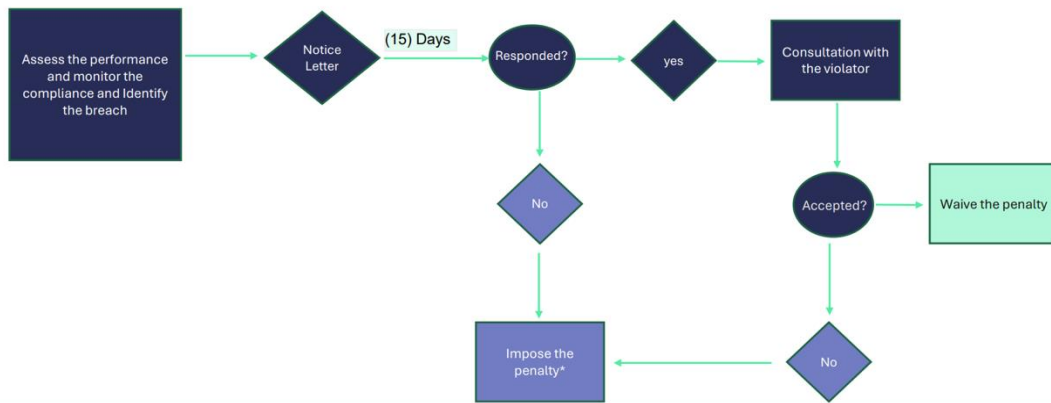 Assess the performance
and monitor the
compliance and Identify
the breach
Notice
Letter
(15) Days
Responded?
yes
Consultation with
the violator
No
Accepted?
Waive the penalty
Impose the
penalty*
No